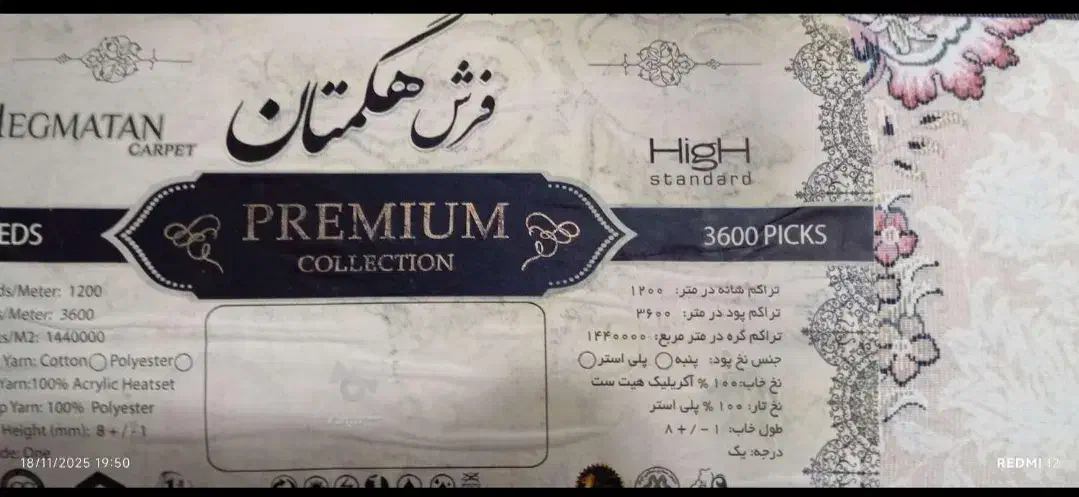 فرش هگمتان
HEGMATAN
CARPET
HigH
standard
EDS
PREMIUM
COLLECTION
3600 PICKS
ds/Meter: 1200
s/Meter: 3600
s/M2: 1440000
Yarn: Cotton Polyester
Yarn:100% Acrylic Heatset
p Yarn: 100% Polyester
Height (mm): 8 + / - 1
de: One
تراکم شانه در متر: ۱۲۰۰
تراکم پود در متر: ۳۶۰۰
تراکم گره در متر مربع: ۱۴۴۰۰۰۰
جنس نخ پود: پنبه پلی استر
نخ خاب: ۱۰۰ % آکریلیک هیت ست
نخ تار: ۱۰۰ % پلی استر
طول خاب: ۱ - / + ۸
درجه: یک
18/11/2025 19:50
REDMI 12